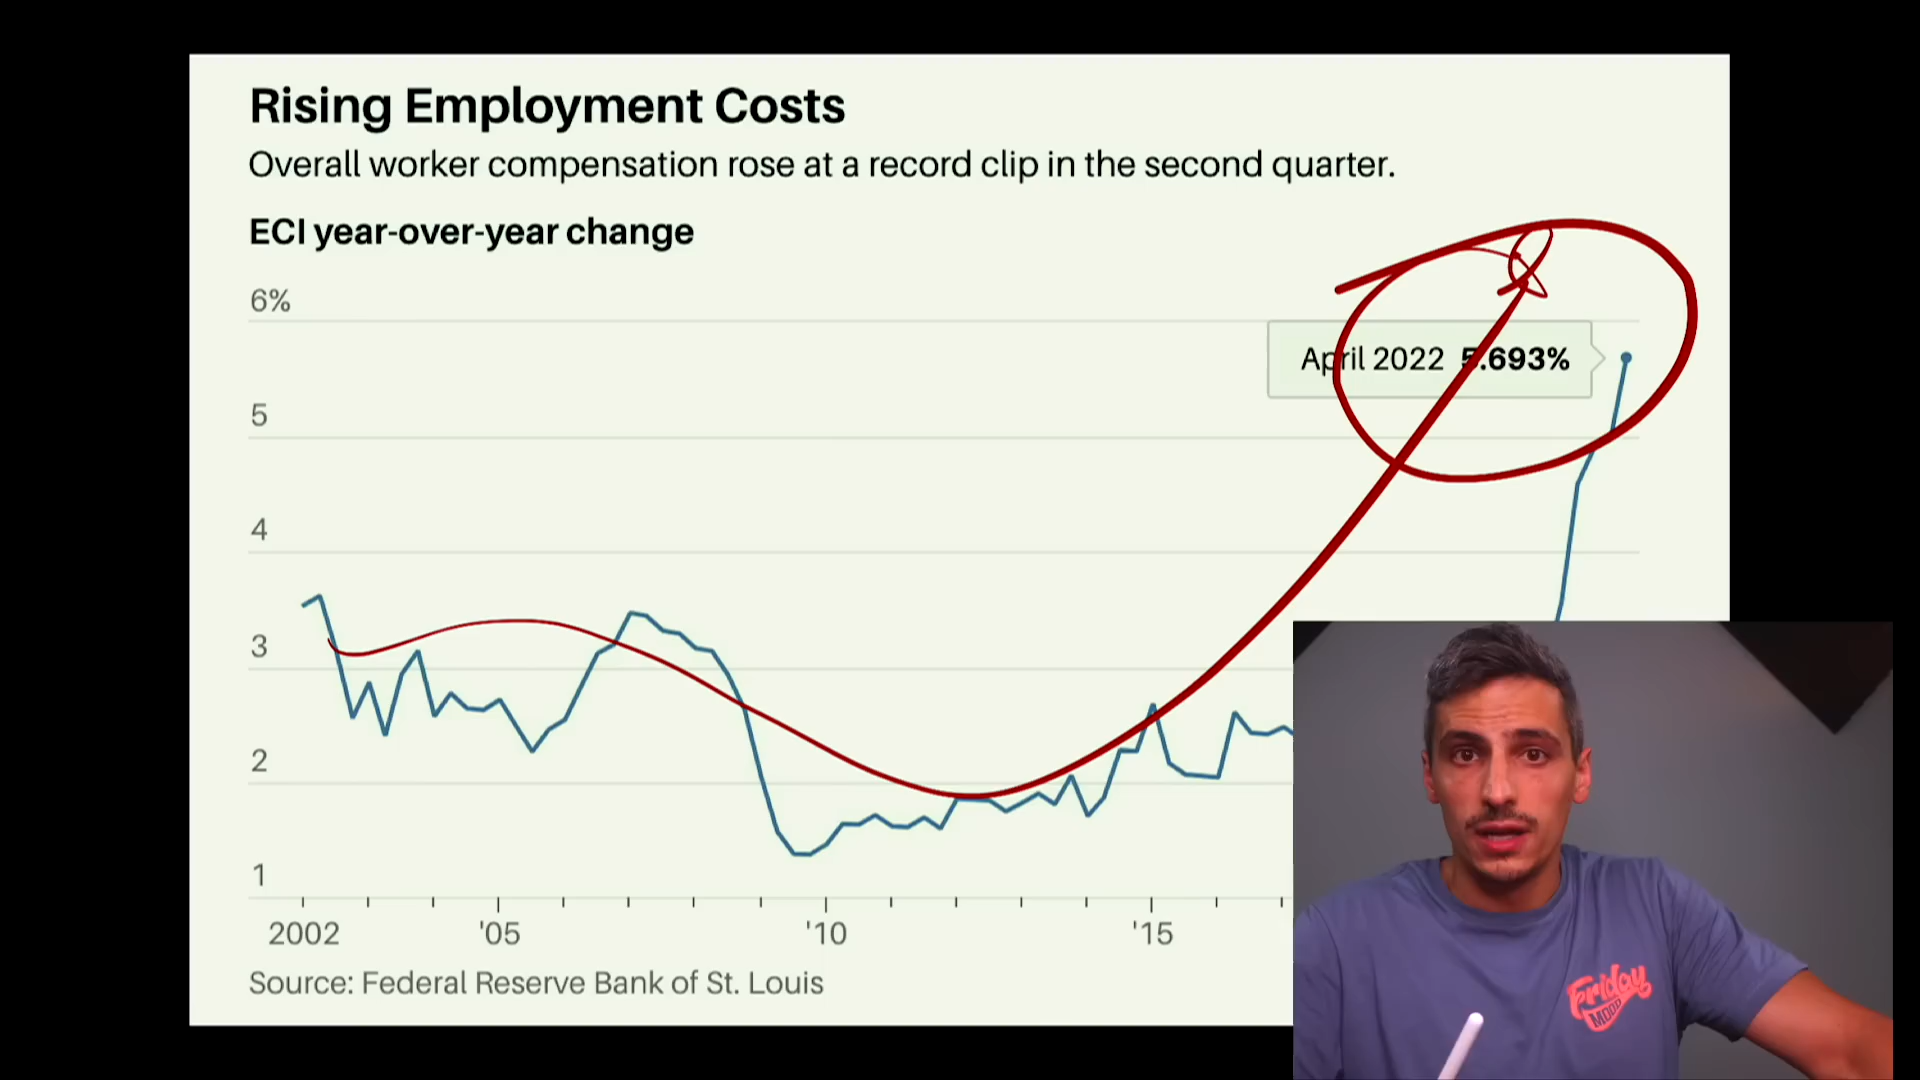 Rising Employment Costs
Overall worker compensation rose at a record clip in the second quarter.
ECI year-over-year change
6%
April 2022 5.693%
5
4
3
2
1
2002 '05 '10 '15
Source: Federal Reserve Bank of St. Louis
Friday
MOOD